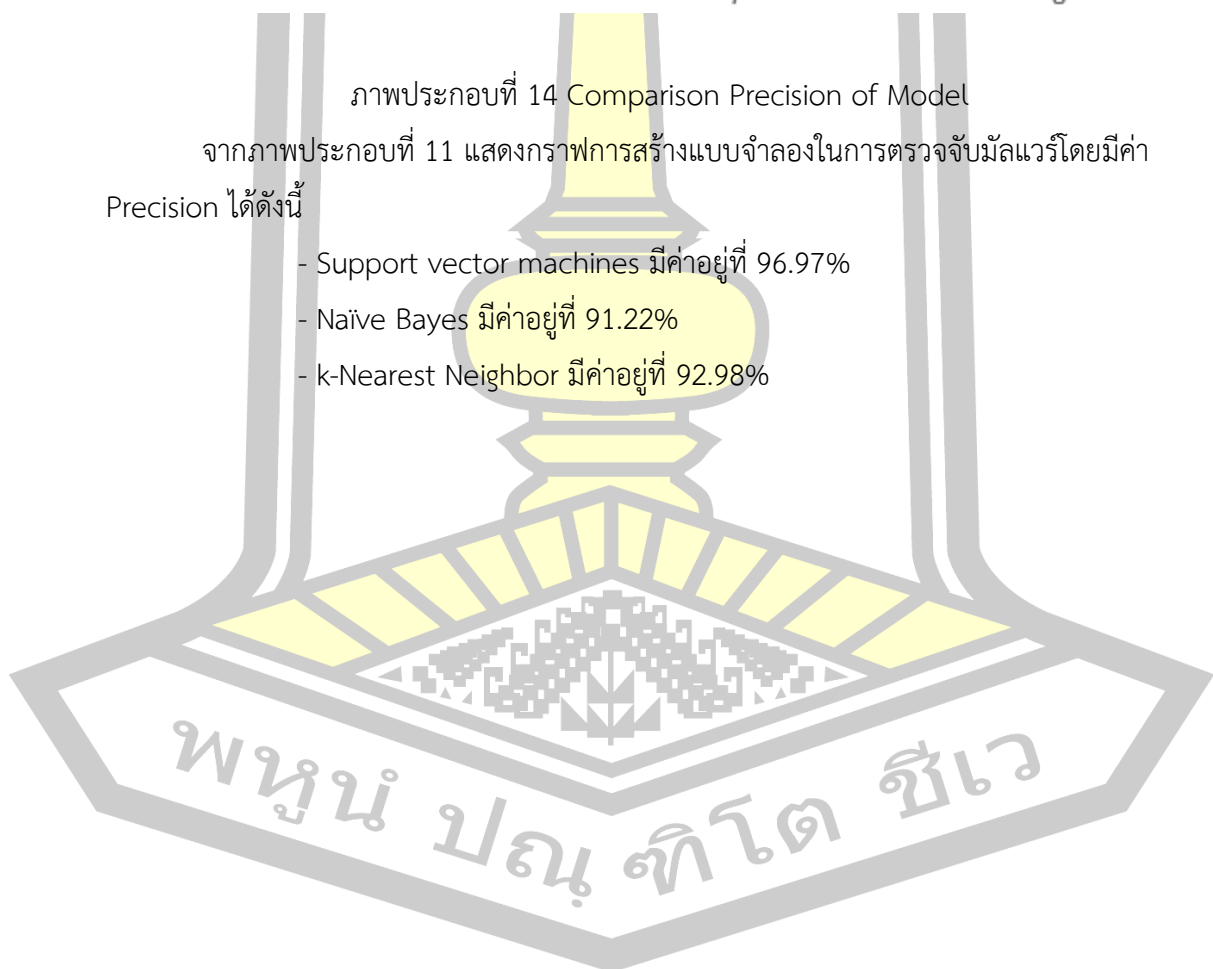 ภาพประกอบที่ 14 Comparison Precision of Model
จากภาพประกอบที่ 11 แสดงกราฟการสร้างแบบจำลองในการตรวจจับมัลแวร์โดยมีค่า
Precision ได้ดังนี้
- Support vector machines มีค่าอยู่ที่ 96.97%
- Naïve Bayes มีค่าอยู่ที่ 91.22%
- k-Nearest Neighbor มีค่าอยู่ที่ 92.98%
พหูนํ ปณฺฑิโต ชีเว